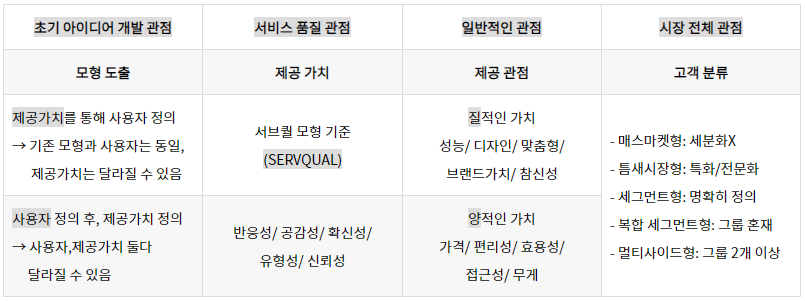 초기 아이디어 개발 관점
서비스 품질 관점
일반적인 관점
시장 전체 관점
모형 도출
제공 가치
제공 관점
고객 분류
제공가치를 통해 사용자 정의
→ 기존 모형과 사용자는 동일,
제공가치는 달라질 수 있음
서브퀄 모형 기준
(SERVQUAL)
질적인 가치
성능/ 디자인/ 맞춤형/
브랜드가치/ 참신성
- 매스마켓형: 세분화X
- 틈새시장형: 특화/전문화
- 세그먼트형: 명확히 정의
- 복합 세그먼트형: 그룹 혼재
- 멀티사이드형: 그룹 2개 이상
사용자 정의 후, 제공가치 정의
→ 사용자,제공가치 둘다
달라질 수 있음
반응성/ 공감성/ 확신성/
유형성/ 신뢰성
양적인 가치
가격/ 편리성/ 효용성/
접근성/ 무게